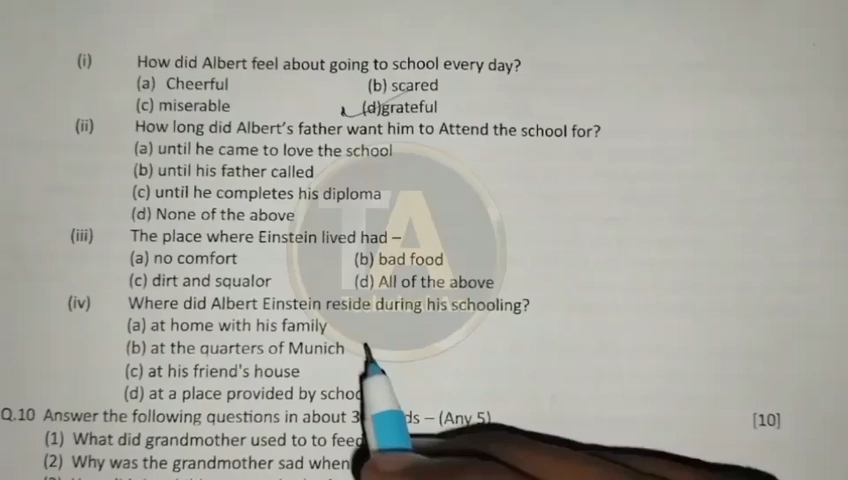 (i) How did Albert feel about going to school every day?
(a) Cheerful (b) scared
(c) miserable (d)grateful
(ii) How long did Albert's father want him to Attend the school for?
(a) until he came to love the school
(b) until his father called
(c) until he completes his diploma
(d) None of the above
(iii) The place where Einstein lived had –
(a) no comfort (b) bad food
(c) dirt and squalor (d) All of the above
(iv) Where did Albert Einstein reside during his schooling?
(a) at home with his family
(b) at the quarters of Munich
(c) at his friend's house
(d) at a place provided by
Q.10 Answer the following questions in about – (Any 5) [10]
(1) What did grandmother used to to
(2) Why was the grandmother sad when
TA